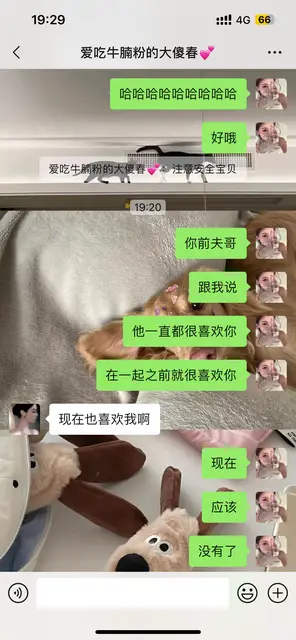 19:29
4G 66
爱吃牛腩粉的大傻春💕
哈哈哈哈哈哈哈哈哈
好哦
爱吃牛腩粉的大傻春💕：注意安全宝贝
19:20
你前夫哥
跟我说
他一直都很喜欢你
在一起之前就很喜欢你
现在也喜欢我啊
现在
应该
没有了